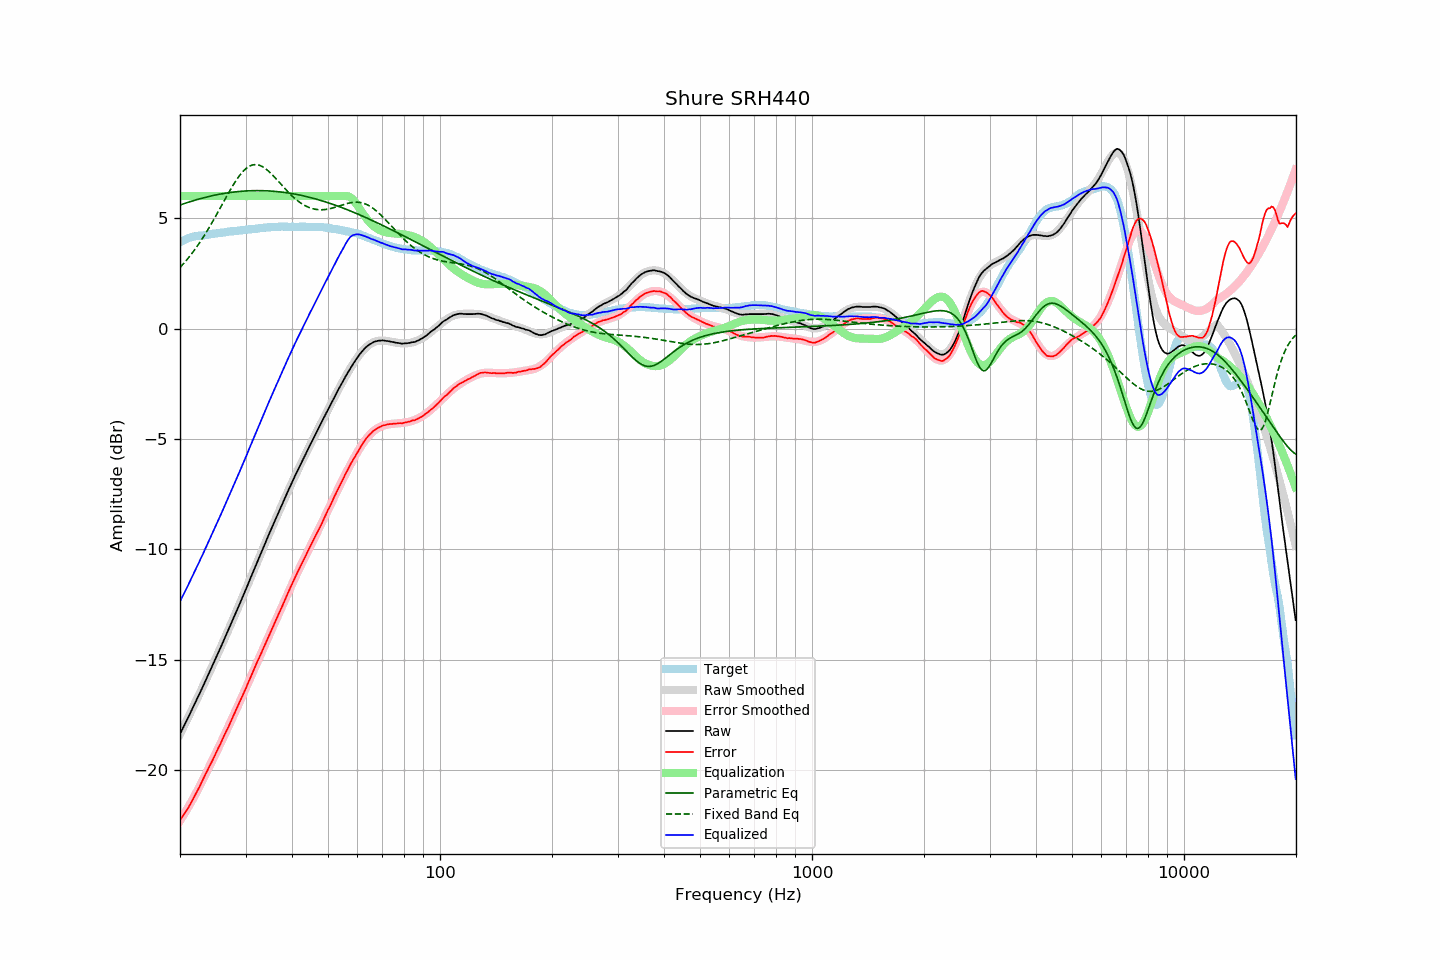 Shure SRH440
Amplitude (dBr)
5
0
−5
−10
−15
−20
Target
Raw Smoothed
Error Smoothed
Raw
Error
Equalization
Parametric Eq
Fixed Band Eq
Equalized
100
1000
10000
Frequency (Hz)